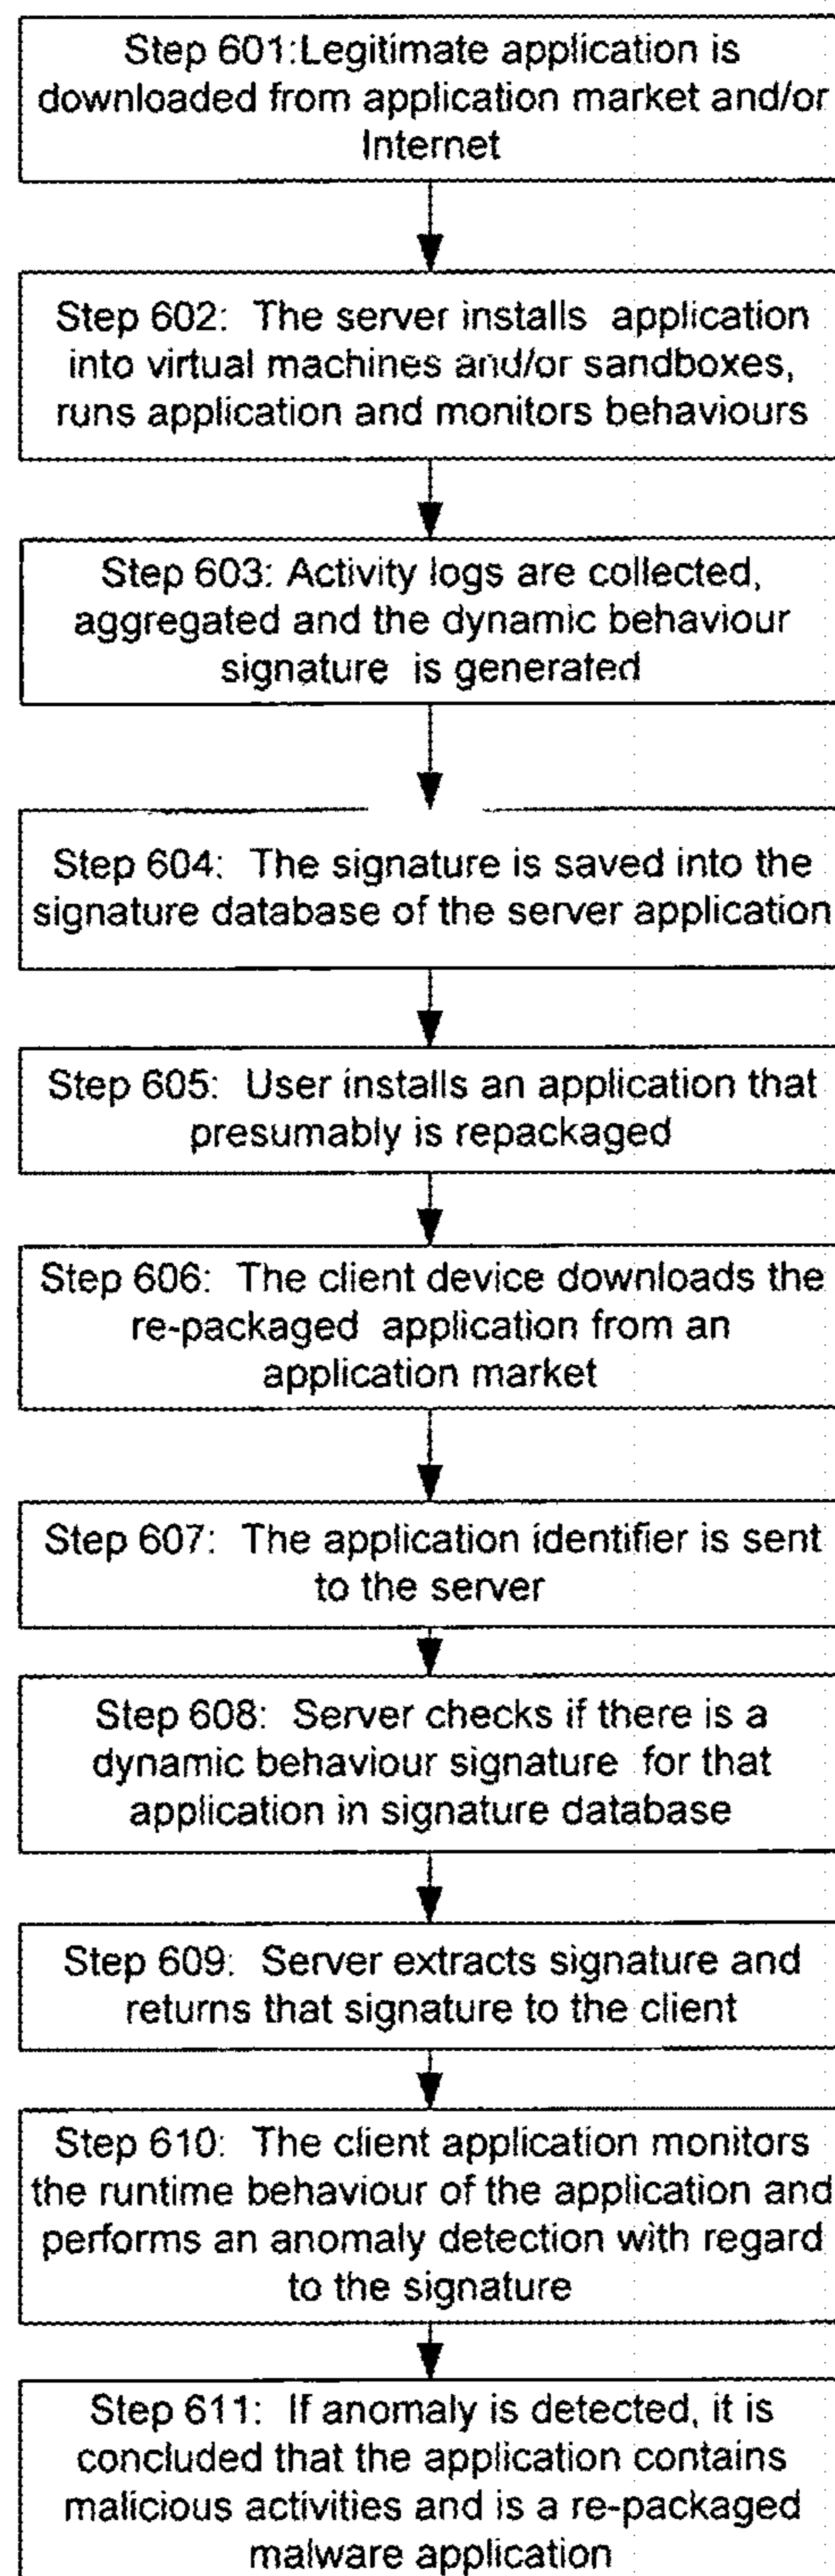 Step 601:Legitimate application is
downloaded from application market and/or
Internet
Step 602: The server installs application
into virtual machines and/or sandboxes,
runs application and monitors behaviours
Step 603: Activity logs are collected,
aggregated and the dynamic behaviour
signature is generated
Step 604: The signature is saved into the
signature database of the server application
Step 605: User installs an application that
presumably is repackaged
Step 606: The client device downloads the
re-packaged application from an
application market
Step 607: The application identifier is sent
to the server
Step 608: Server checks if there is a
dynamic behaviour signature for that
application in signature database
Step 609: Server extracts signature and
returns that signature to the client
Step 610: The client application monitors
the runtime behaviour of the application and
performs an anomaly detection with regard
to the signature
Step 611: If anomaly is detected, it is
concluded that the application contains
malicious activities and is a re-packaged
malware application